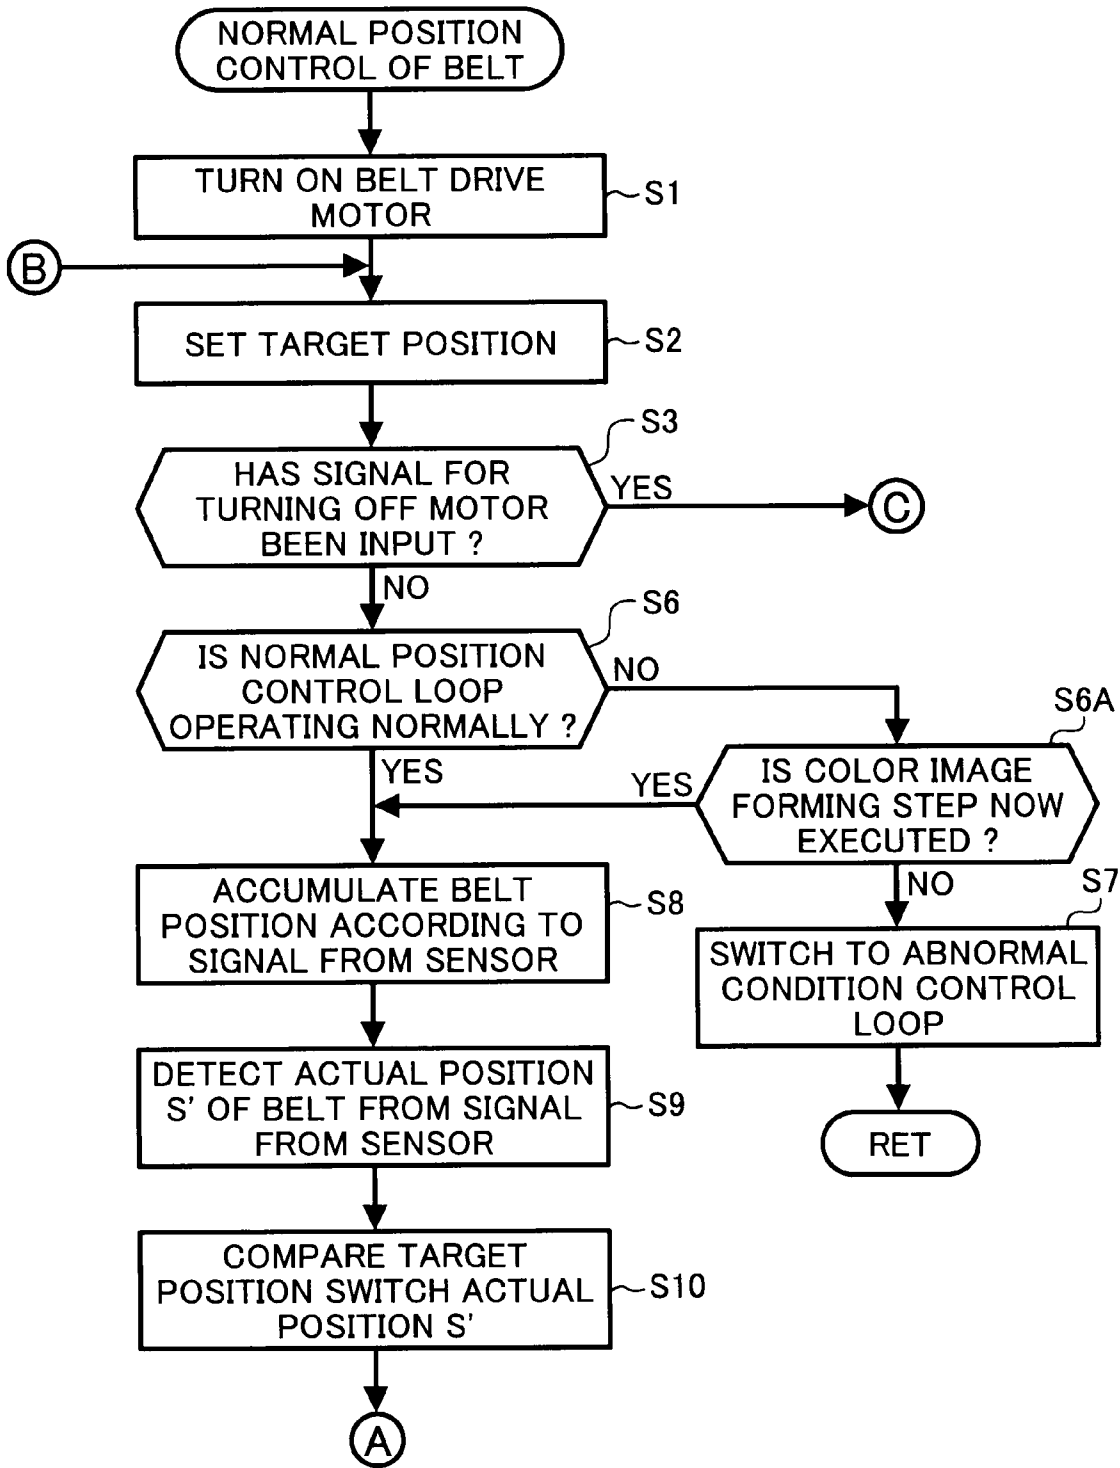 NORMAL POSITION
CONTROL OF BELT
TURN ON BELT DRIVE
MOTOR
S1
B
SET TARGET POSITION
S2
S3
HAS SIGNAL FOR
TURNING OFF MOTOR
BEEN INPUT ?
YES
C
NO
S6
IS NORMAL POSITION
CONTROL LOOP
OPERATING NORMALLY ?
NO
S6A
YES
IS COLOR IMAGE
FORMING STEP NOW
EXECUTED ?
YES
NO
S7
ACCUMULATE BELT
POSITION ACCORDING TO
SIGNAL FROM SENSOR
S8
SWITCH TO ABNORMAL
CONDITION CONTROL
LOOP
DETECT ACTUAL POSITION
S' OF BELT FROM SIGNAL
FROM SENSOR
S9
RET
COMPARE TARGET
POSITION SWITCH ACTUAL
POSITION S'
S10
A